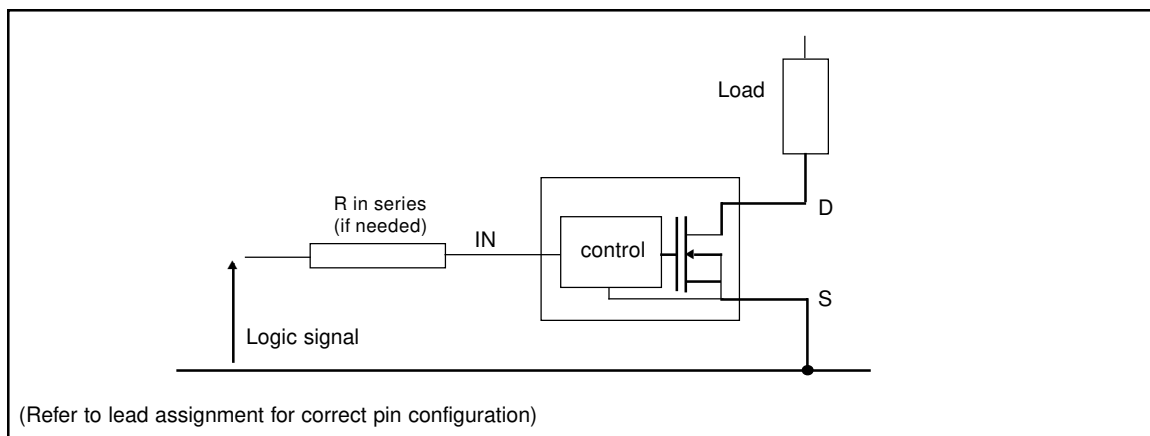 Load
R in series
(if needed)
IN
D
control
S
Logic signal
(Refer to lead assignment for correct pin configuration)